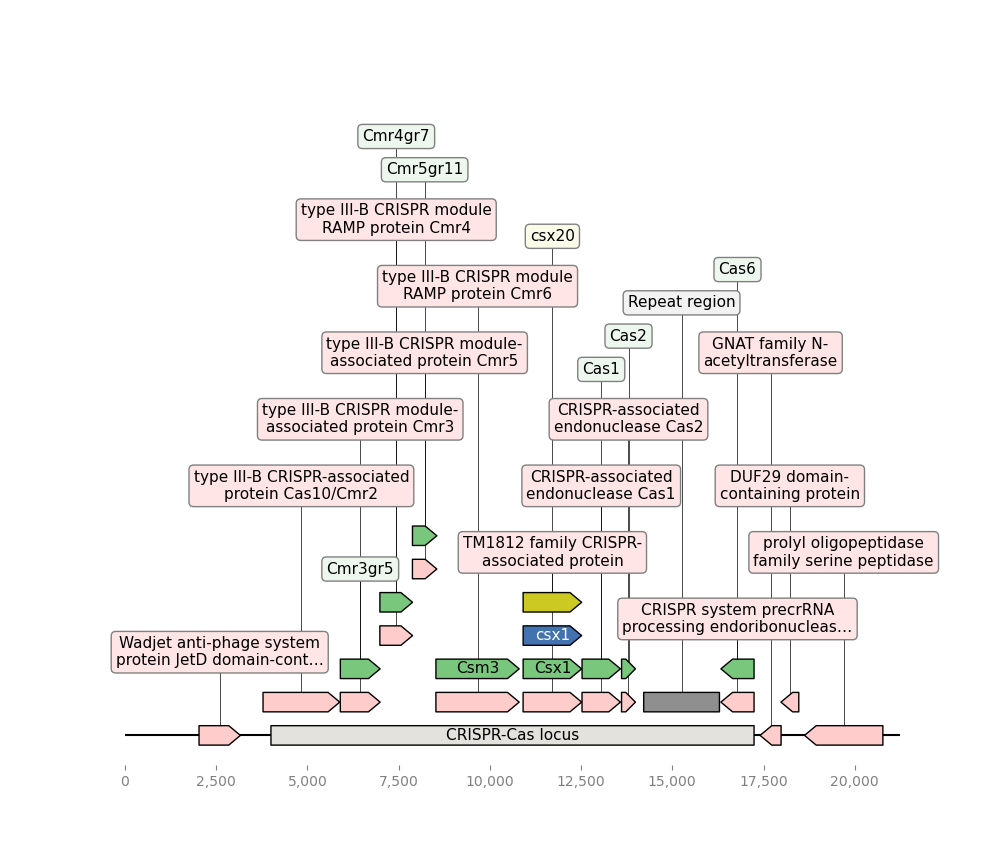 Cmr4gr7
Cmr5gr11
type III-B CRISPR module
RAMP protein Cmr4
csx20
Cas6
type III-B CRISPR module
RAMP protein Cmr6
Repeat region
Cas2
type III-B CRISPR module-
associated protein Cmr5
GNAT family N-
acetyltransferase
Cas1
type III-B CRISPR module-
associated protein Cmr3
CRISPR-associated
endonuclease Cas2
type III-B CRISPR-associated
protein Cas10/Cmr2
CRISPR-associated
endonuclease Cas1
DUF29 domain-
containing protein
TM1812 family CRISPR-
associated protein
prolyl oligopeptidase
family serine peptidase
Cmr3gr5
CRISPR system precrRNA
processing endoribonucleas…
csx1
Wadjet anti-phage system
protein JetD domain-cont…
Csm3
Csx1
CRISPR-Cas locus
0
2,500
5,000
7,500
10,000
12,500
15,000
17,500
20,000